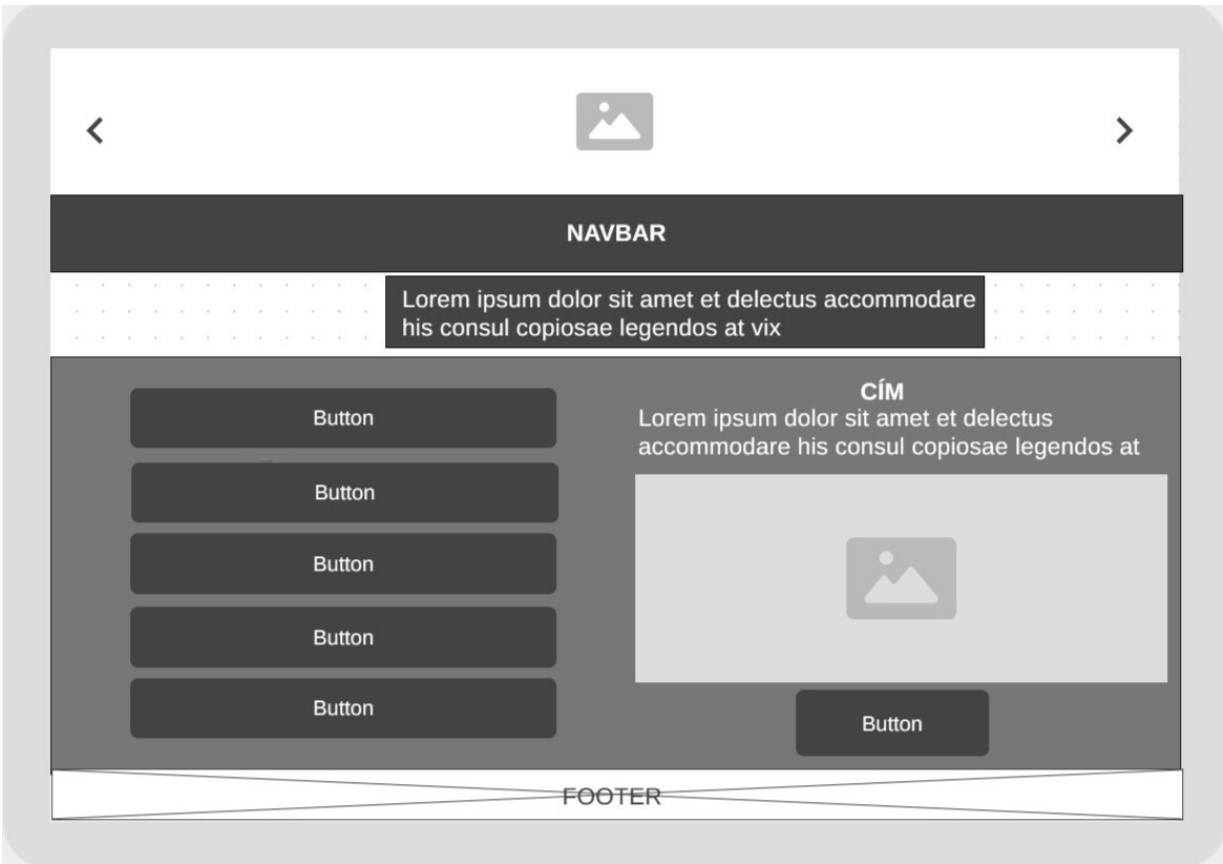 NAVBAR
Lorem ipsum dolor sit amet et delectus accommodare
his consul copiosae legendos at vix
Button
Button
Button
Button
Button
CÍM
Lorem ipsum dolor sit amet et delectus
accommodare his consul copiosae legendos at
Button
FOOTER